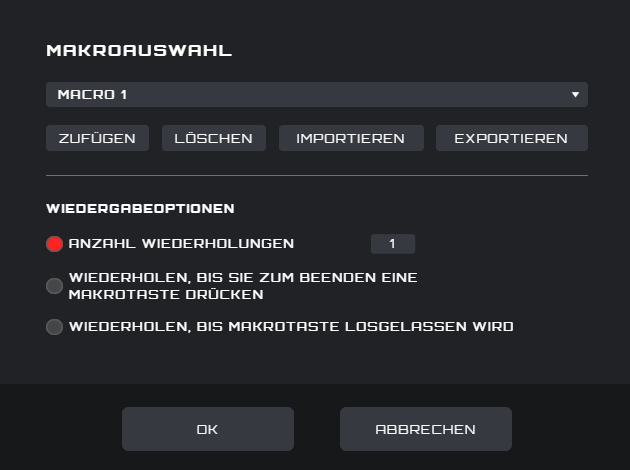 MAKROAUSWAHL
MACRO 1
ZUFÜGEN LÖSCHEN IMPORTIEREN EXPORTIEREN
WIEDERGABEOPTIONEN
ANZAHL WIEDERHOLUNGEN 1
WIEDERHOLEN, BIS SIE ZUM BEENDEN EINE
MAKROTASTE DRÜCKEN
WIEDERHOLEN, BIS MAKROTASTE LOSGELASSEN WIRD
OK ABBRECHEN